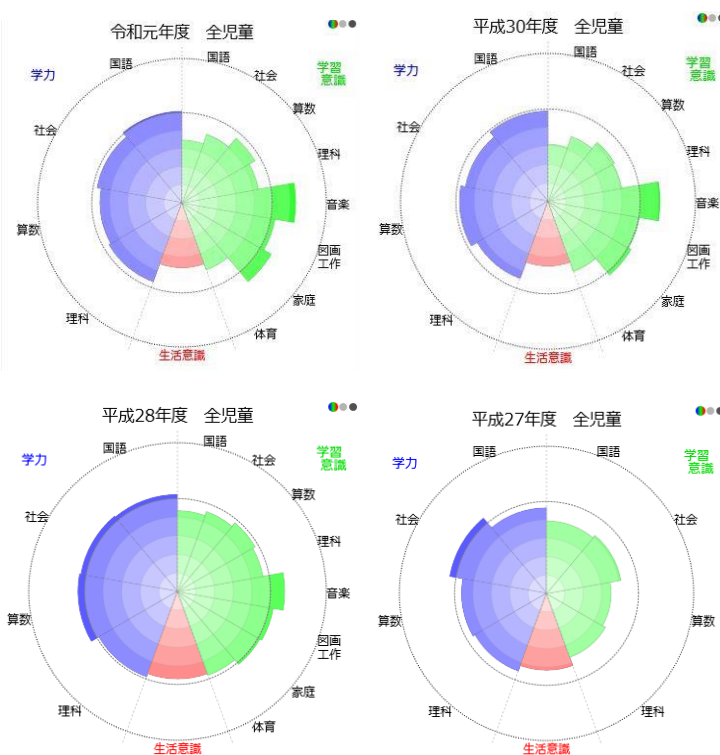 令和元年度 全児童
学力
国語
国語
学習
意識
社会
社会
算数
理科
音楽
算数
図画
工作
家庭
理科
体育
生活意識
平成30年度 全児童
学力
国語
国語
学習
意識
社会
社会
算数
理科
音楽
算数
図画
工作
家庭
理科
体育
生活意識
平成28年度 全児童
学力
国語
国語
学習
意識
社会
社会
算数
理科
音楽
算数
図画
工作
家庭
理科
体育
生活意識
平成27年度 全児童
学力
国語
国語
学習
意識
社会
社会
算数
算数
理科
理科
生活意識